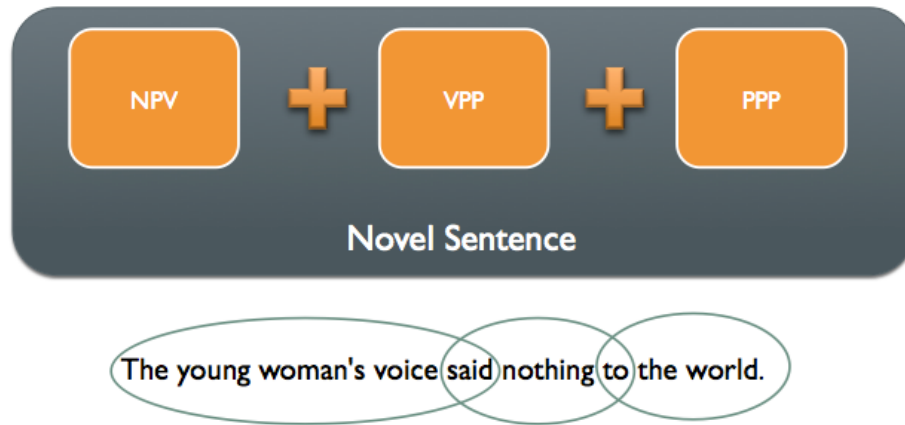 NPV VPP PPP
Novel Sentence
The young woman's voice said nothing to the world.